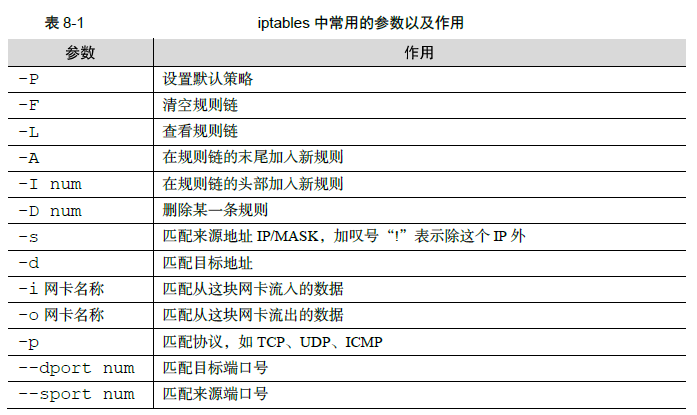 表 8-1 iptables 中常用的参数以及作用
参数 作用
-P 设置默认策略
-F 清空规则链
-L 查看规则链
-A 在规则链的末尾加入新规则
-I num 在规则链的头部加入新规则
-D num 删除某一条规则
-s 匹配来源地址 IP/MASK，加叹号“!”表示除这个 IP 外
-d 匹配目标地址
-i 网卡名称 匹配从这块网卡流入的数据
-o 网卡名称 匹配从这块网卡流出的数据
-p 匹配协议，如 TCP、UDP、ICMP
--dport num 匹配目标端口号
--sport num 匹配来源端口号